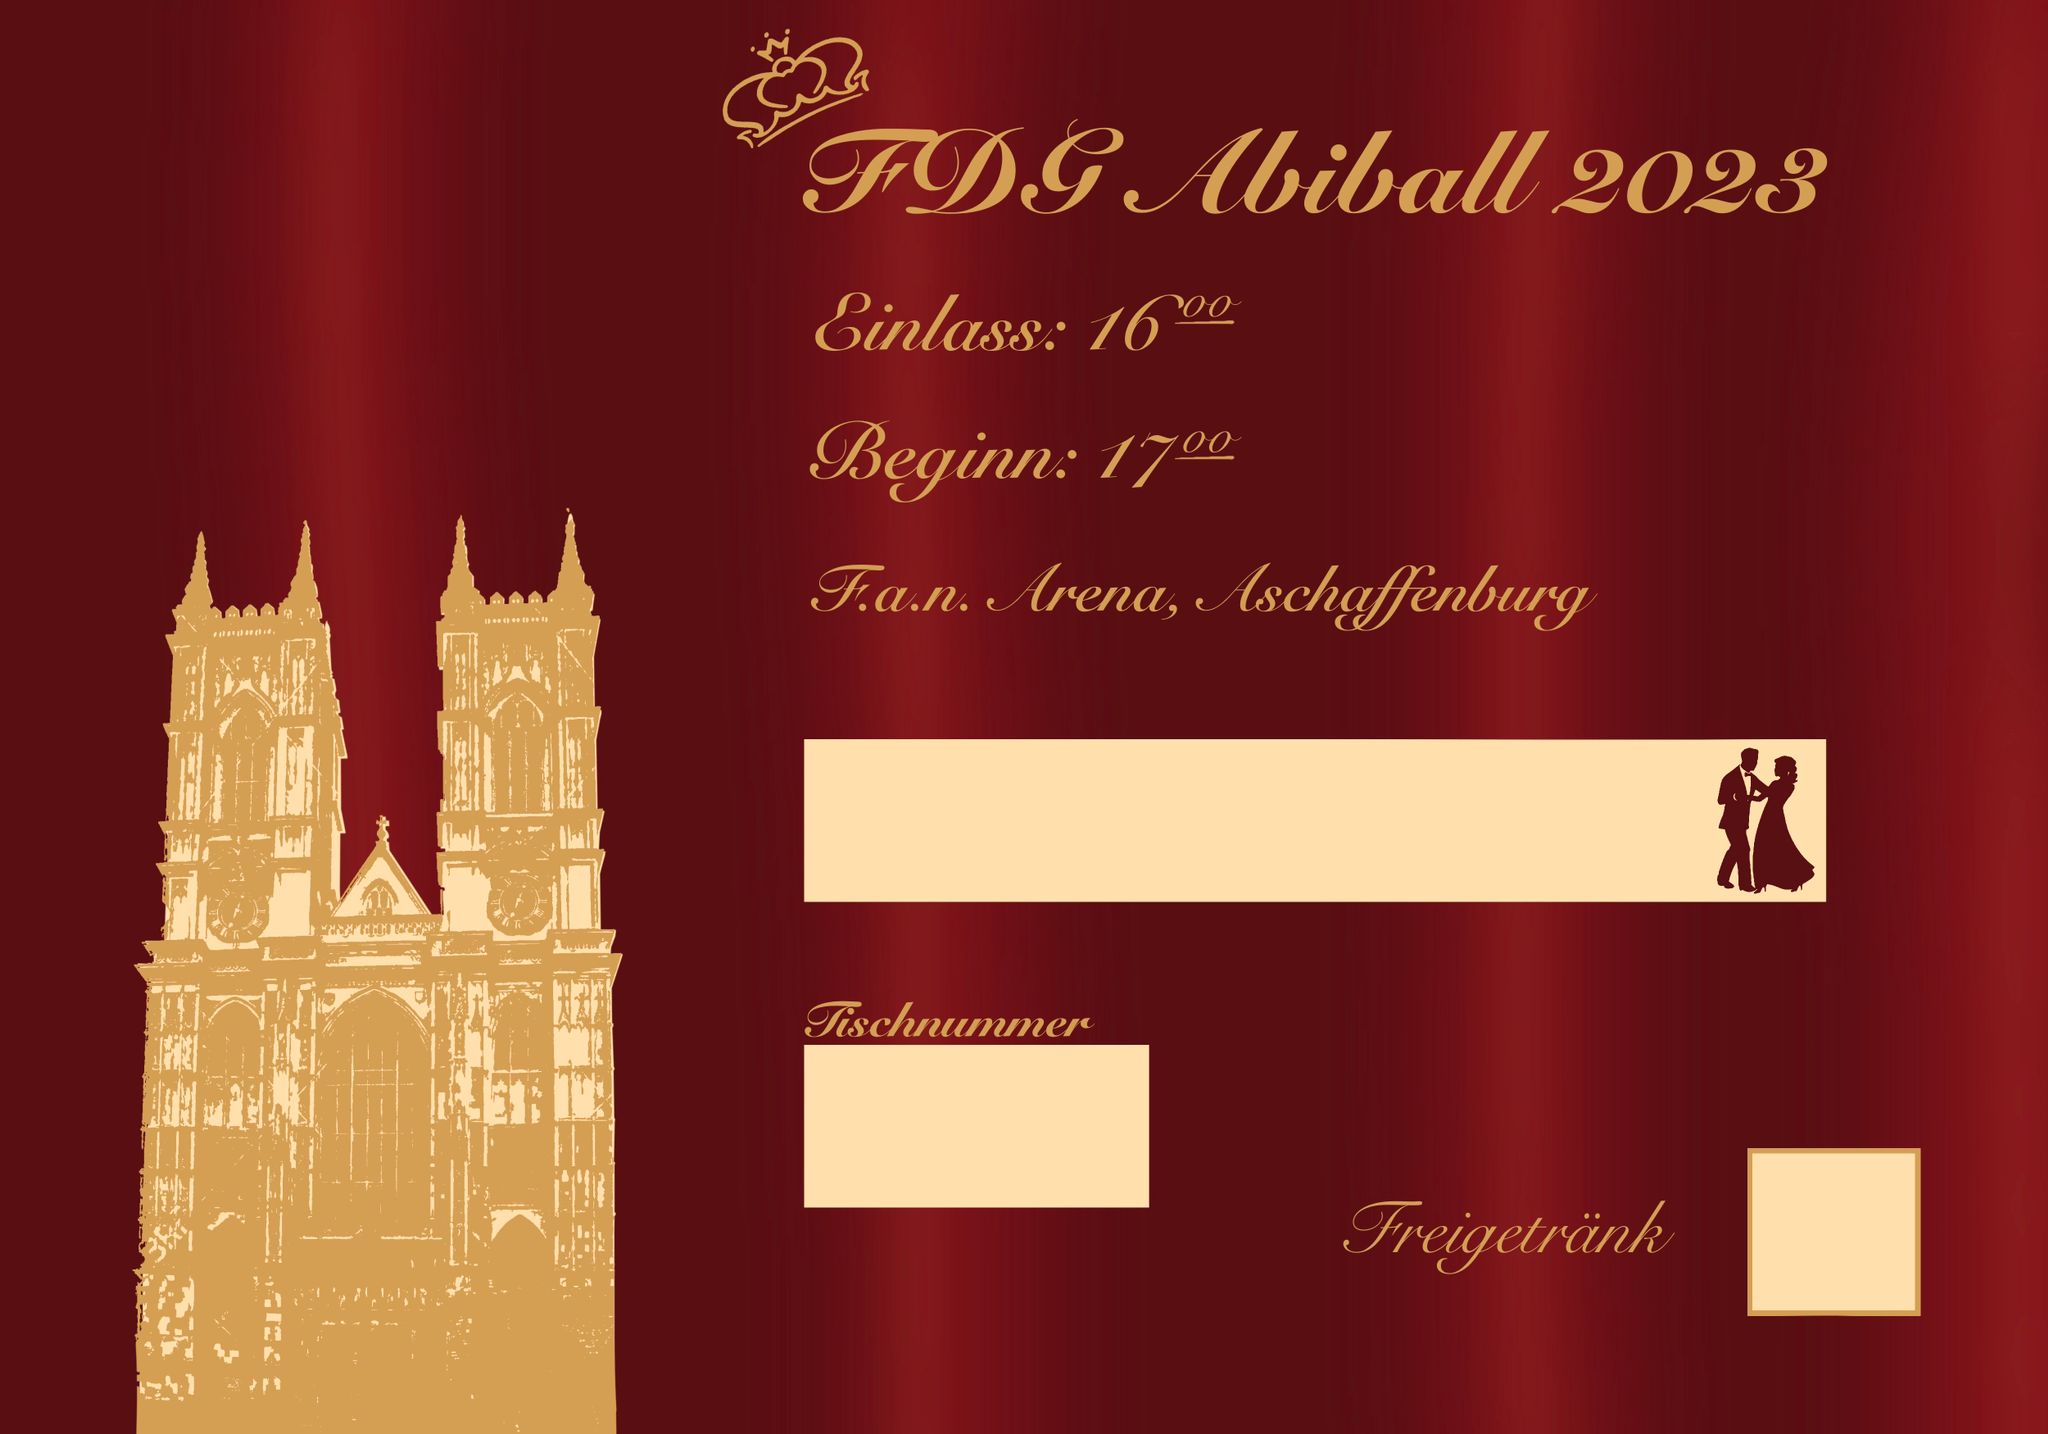 FDG Abiball 2023
Einlass: 16⁰⁰
Beginn: 17⁰⁰
F.a.n. Arena, Aschaffenburg
Tischnummer
Freigetränk